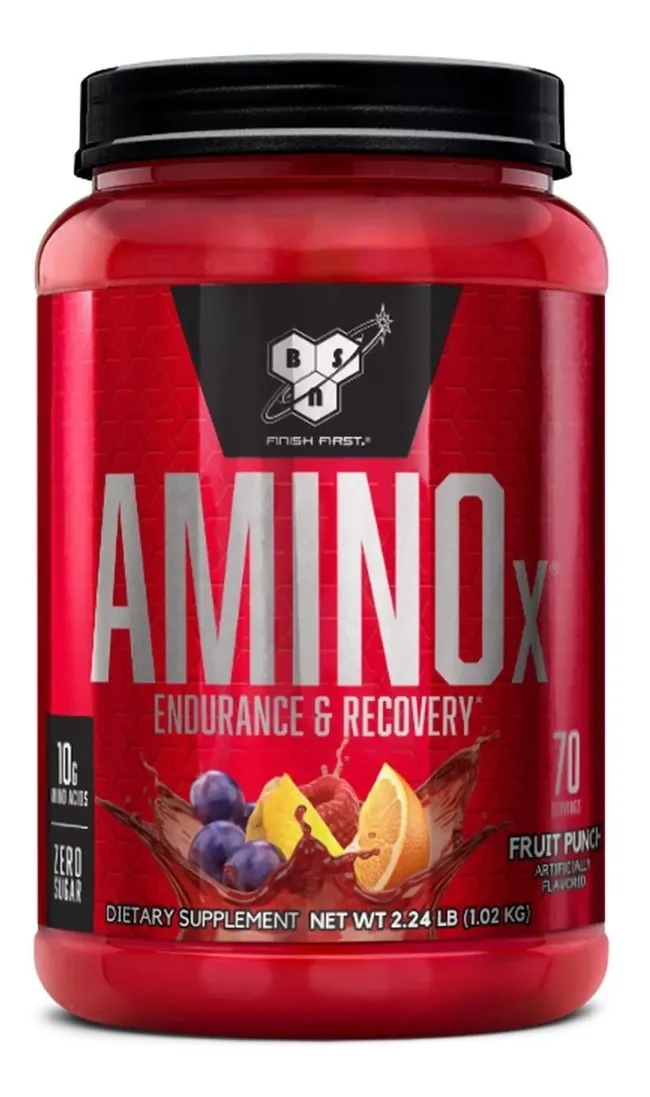 B S
n
FINISH FIRST.®
AMINOx®
ENDURANCE & RECOVERY*
10G
AMINO ACIDS
ZERO
SUGAR
70
SERVINGS
FRUIT PUNCH
ARTIFICIALLY
FLAVORED
DIETARY SUPPLEMENT NET WT 2.24 LB (1.02 KG)